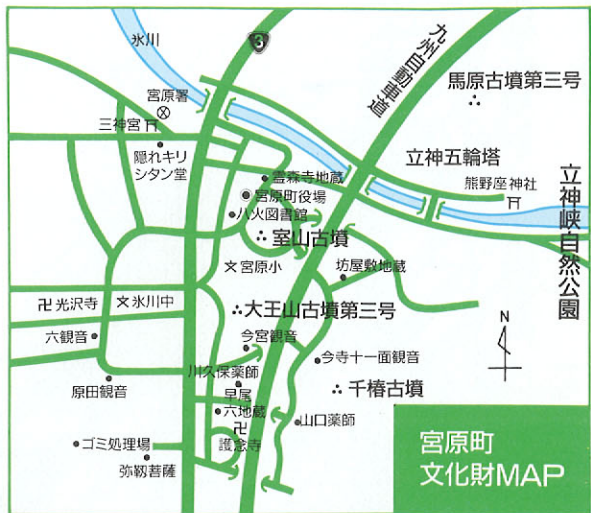 氷川
3
九州自動車道
馬原古墳第三号
宮原署
三神宮
隠れキリ
シタン堂
立神五輪塔
熊野座神社
霊森寺地蔵
宮原町役場
八火図書館
室山古墳
立神峡自然公園
宮原小
坊屋敷地蔵
光沢寺
氷川中
大王山古墳第三号
N
六観音
今宮観音
今寺十一面観音
川久保薬師
原田観音
千椿古墳
早尾
六地蔵
山口薬師
護念寺
ゴミ処理場
弥靭菩薩
宮原町
文化財MAP